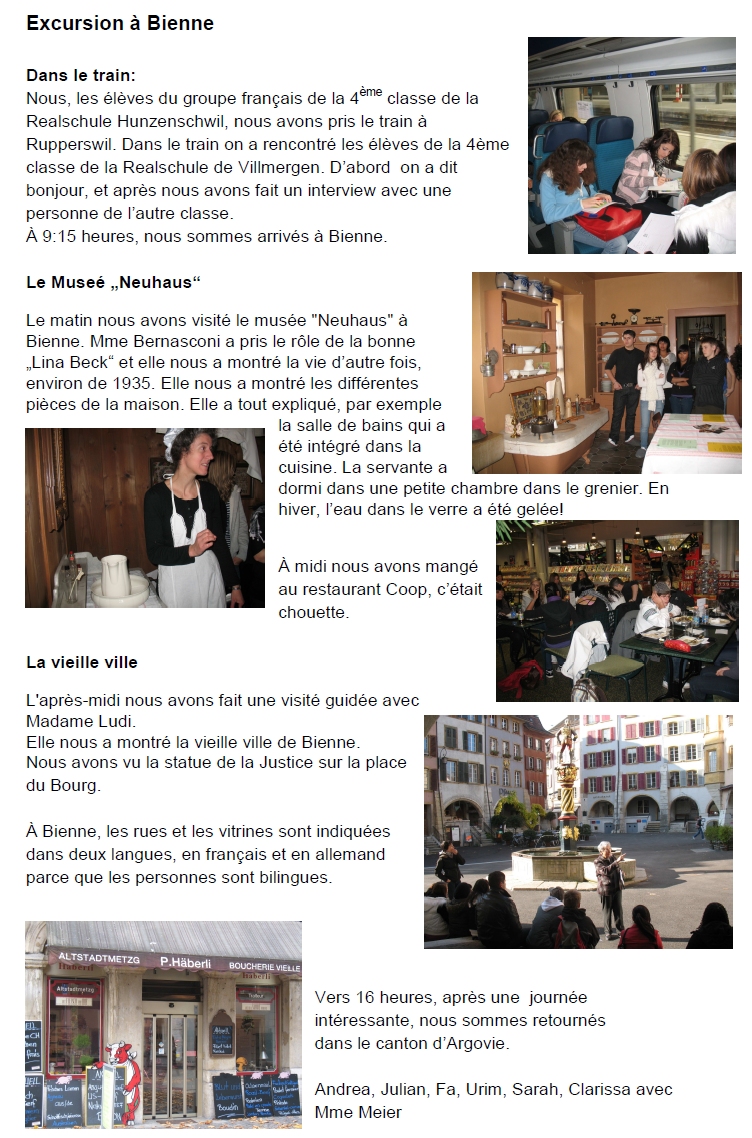 Excursion à Bienne
Dans le train:
Nous, les élèves du groupe français de la 4ème classe de la
Realschule Hunzenschwil, nous avons pris le train à
Rupperswil. Dans le train on a rencontré les élèves de la 4ème
classe de la Realschule de Villmergen. D’abord on a dit
bonjour, et après nous avons fait un interview avec une
personne de l’autre classe.
À 9:15 heures, nous sommes arrivés à Bienne.
Le Museé „Neuhaus“
Le matin nous avons visité le musée "Neuhaus" à
Bienne. Mme Bernasconi a pris le rôle de la bonne
„Lina Beck“ et elle nous a montré la vie d’autre fois,
environ de 1935. Elle nous a montré les différentes
pièces de la maison. Elle a tout expliqué, par exemple
la salle de bains qui a
été intégré dans la
cuisine. La servante a
dormi dans une petite chambre dans le grenier. En
hiver, l’eau dans le verre a été gelée!
À midi nous avons mangé
au restaurant Coop, c’était
chouette.
La vieille ville
L'après-midi nous avons fait une visité guidée avec
Madame Ludi.
Elle nous a montré la vieille ville de Bienne.
Nous avons vu la statue de la Justice sur la place
du Bourg.
À Bienne, les rues et les vitrines sont indiquées
dans deux langues, en français et en allemand
parce que les personnes sont bilingues.
ALTSTADTMETZG P.Häberli BOUCHERIE VIELLE
Häberli Häberli
Altstadtmetzg
Boudin
Vers 16 heures, après une journée
intéressante, nous sommes retournés
dans le canton d’Argovie.
Andrea, Julian, Fa, Urim, Sarah, Clarissa avec
Mme Meier